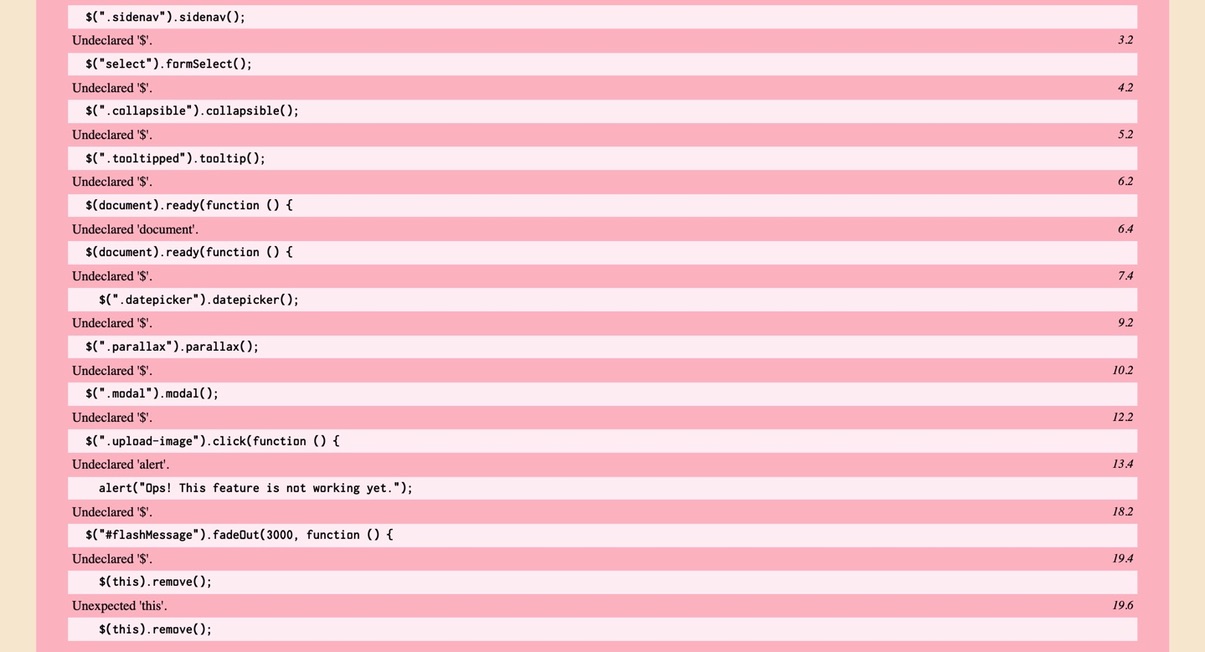 $(".sidenav").sidenav();
Undeclared '$'. 3.2
$("select").formSelect();
Undeclared '$'. 4.2
$(".collapsible").collapsible();
Undeclared '$'. 5.2
$(".tooltipped").tooltip();
Undeclared '$'. 6.2
$(document).ready(function () {
Undeclared 'document'. 6.4
$(document).ready(function () {
Undeclared '$'. 7.4
$(".datepicker").datepicker();
Undeclared '$'. 9.2
$(".parallax").parallax();
Undeclared '$'. 10.2
$(".modal").modal();
Undeclared '$'. 12.2
$(".upload-image").click(function () {
Undeclared 'alert'. 13.4
alert("Ops! This feature is not working yet.");
Undeclared '$'. 18.2
$("#flashMessage").fadeOut(3000, function () {
Undeclared '$'. 19.4
$(this).remove();
Unexpected 'this'. 19.6
$(this).remove();